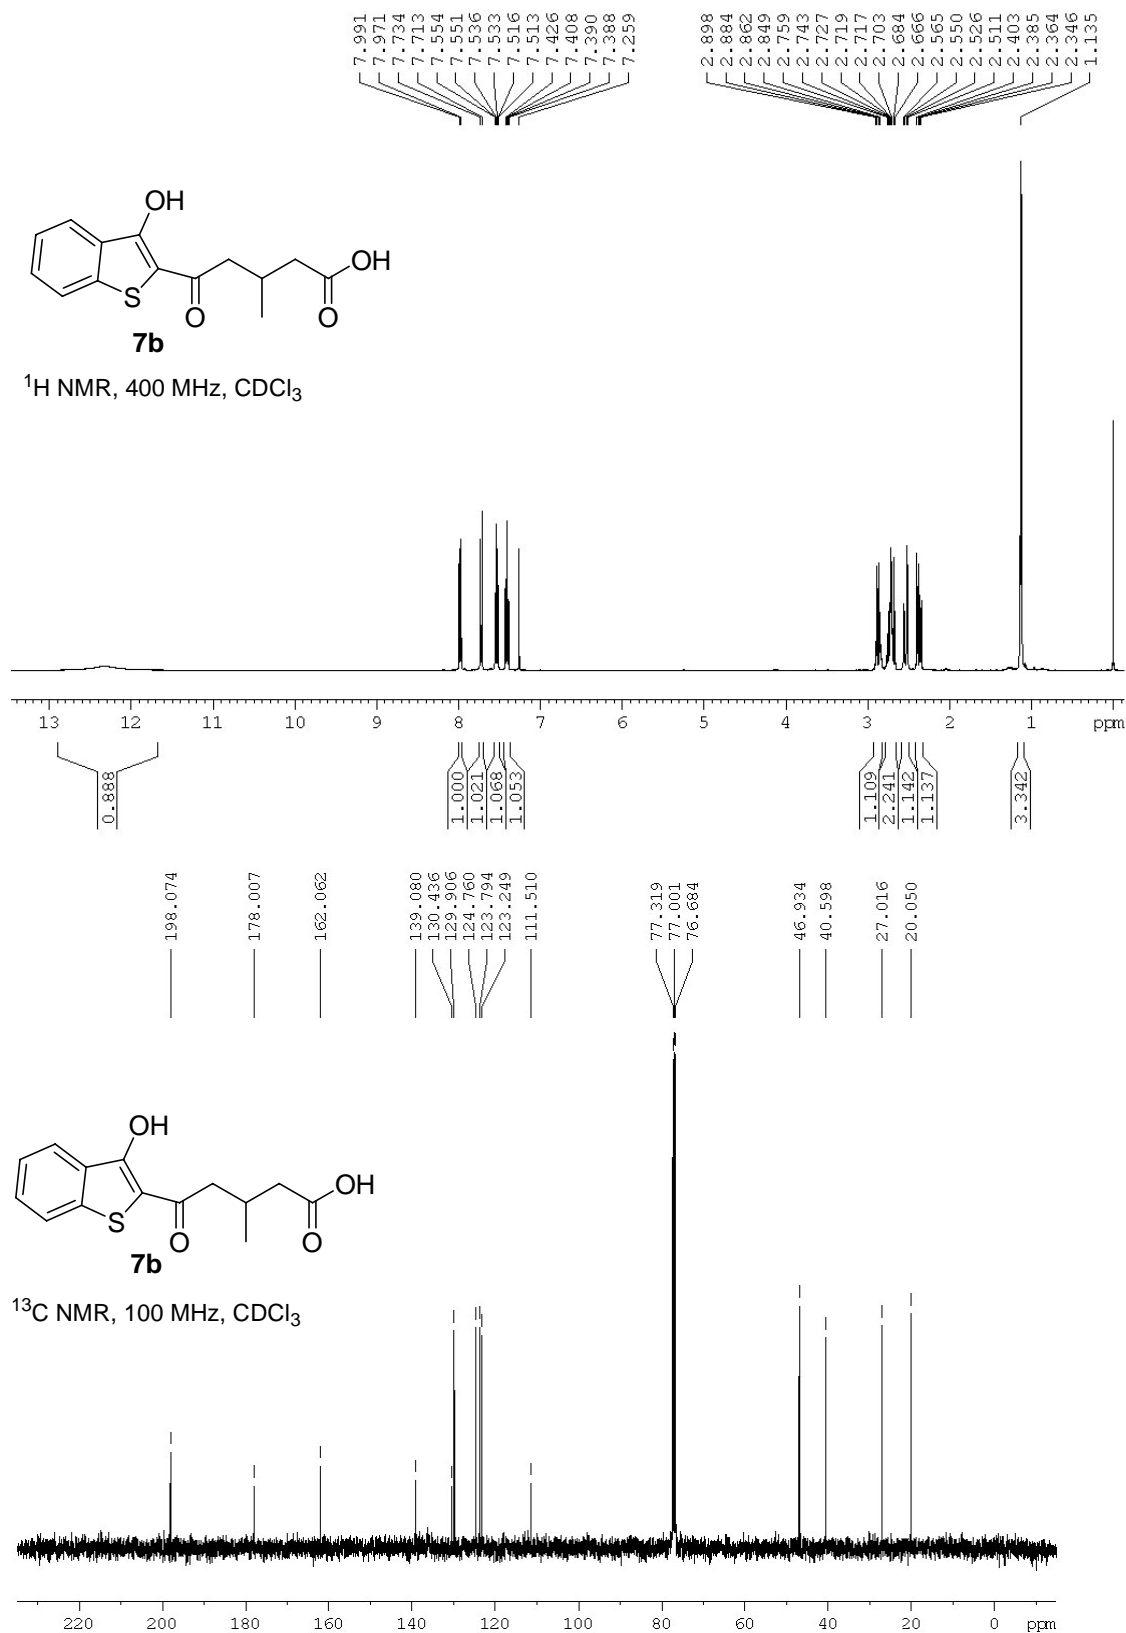 7.991 7.971 7.734 7.713 7.554 7.551 7.536 7.533 7.516 7.513 7.426 7.408 7.390 7.388 7.259 2.898 2.884 2.862 2.849 2.759 2.743 2.727 2.719 2.717 2.703 2.684 2.666 2.565 2.550 2.526 2.511 2.403 2.385 2.364 2.346 1.135
OH
OH
S
O
O
7b
1H NMR, 400 MHz, CDCl3
13 12 11 10 9 8 7 6 5 4 3 2 1 ppm
0.888 1.000 1.021 1.068 1.053 1.109 2.241 1.142 1.137 3.342
198.074 178.007 162.062 139.080 130.436 129.906 124.760 123.794 123.249 111.510 77.319 77.001 76.684 46.934 40.598 27.016 20.050
OH
OH
S
O
O
7b
13C NMR, 100 MHz, CDCl3
220 200 180 160 140 120 100 80 60 40 20 0 ppm